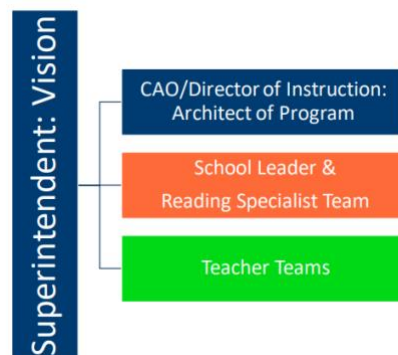 Superintendent: Vision
CAO/Director of Instruction:
Architect of Program
School Leader &
Reading Specialist Team
Teacher Teams